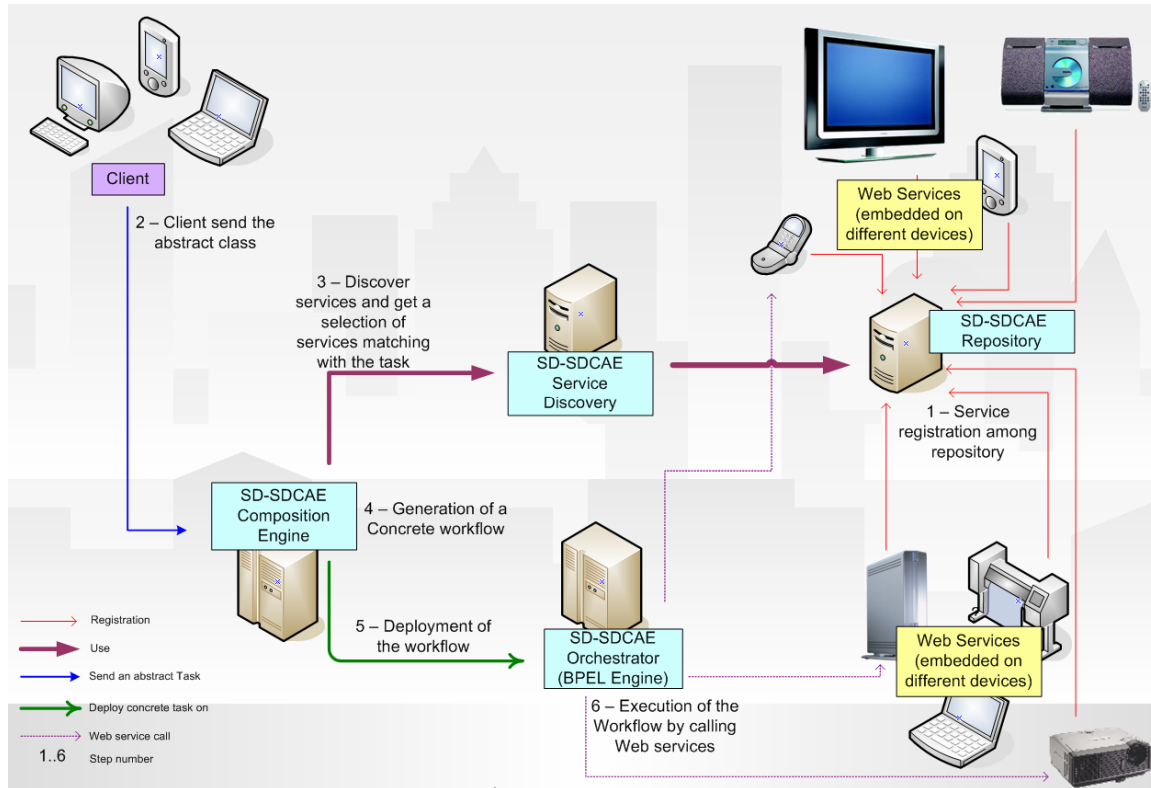 Client
2 – Client send the
abstract class
3 – Discover
services and get a
selection of
services matching
with the task
SD-SDCAE
Service
Discovery
Web Services
(embedded on
different devices)
SD-SDCAE
Repository
1 – Service
registration among
repository
SD-SDCAE
Composition
Engine
4 – Generation of a
Concrete workflow
5 – Deployment of
the workflow
SD-SDCAE
Orchestrator
(BPEL Engine)
6 – Execution of the
Workflow by calling
Web services
Web Services
(embedded on
different devices)
Registration
Use
Send an abstract Task
Deploy concrete task on
Web service call
1..6 Step number